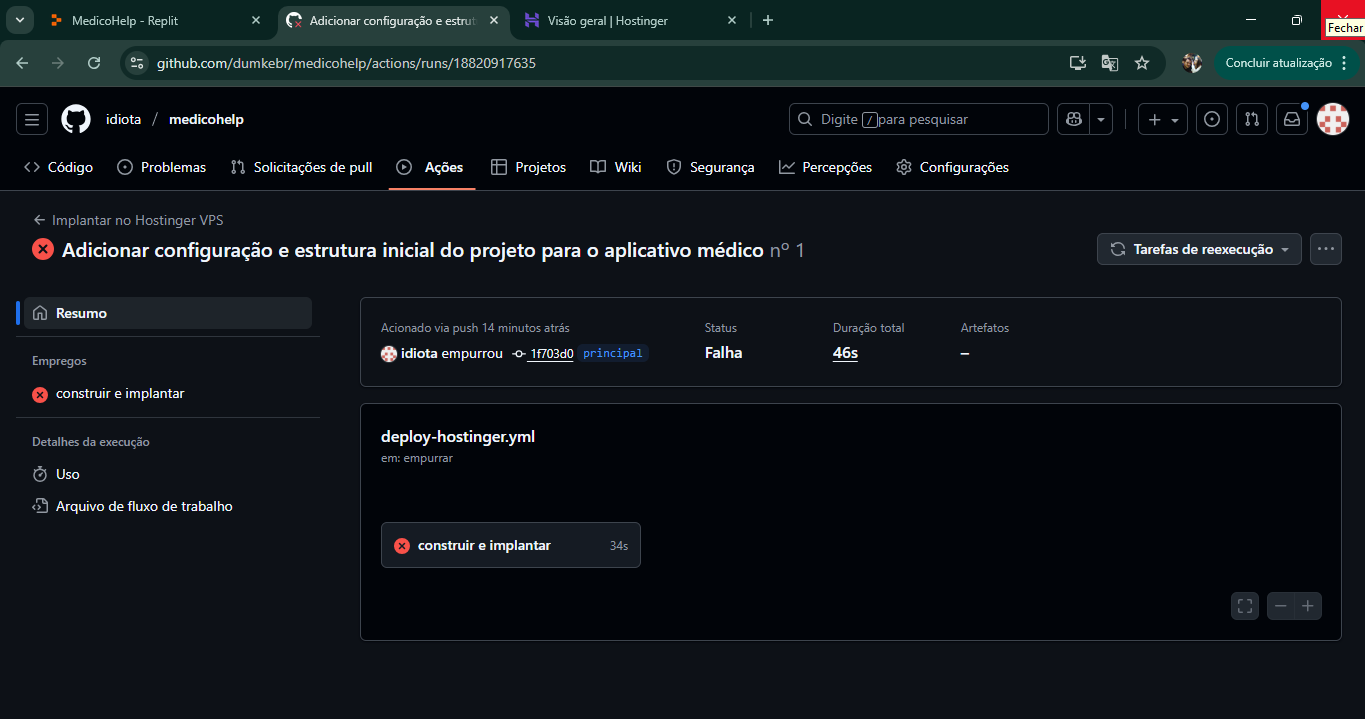 MedicoHelp - Replit
Adicionar configuração e estrut
Visão geral | Hostinger
Fechar
github.com/dumkebr/medicohelp/actions/runs/18820917635
Concluir atualização
idiota / medicohelp
Digite / para pesquisar
Código
Problemas
Solicitações de pull
Ações
Projetos
Wiki
Segurança
Percepções
Configurações
Implantar no Hostinger VPS
Adicionar configuração e estrutura inicial do projeto para o aplicativo médico nº 1
Tarefas de reexecução
Resumo
Empregos
construir e implantar
Detalhes da execução
Uso
Arquivo de fluxo de trabalho
Acionado via push 14 minutos atrás
idiota empurrou 1f703d0 principal
Status
Falha
Duração total
46s
Artefatos
–
deploy-hostinger.yml
em: empurrar
construir e implantar 34s